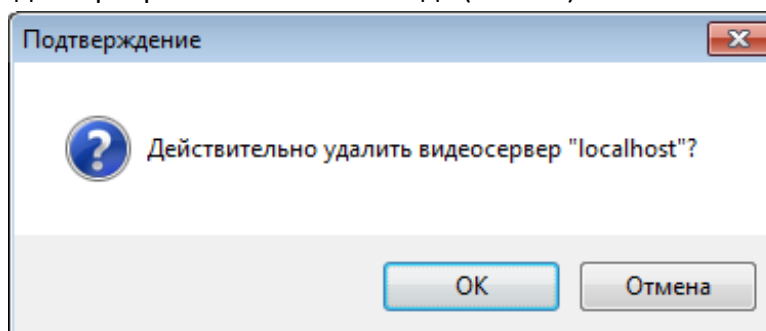 Подтверждение
Действительно удалить видеосервер "localhost"?
OK
Отмена